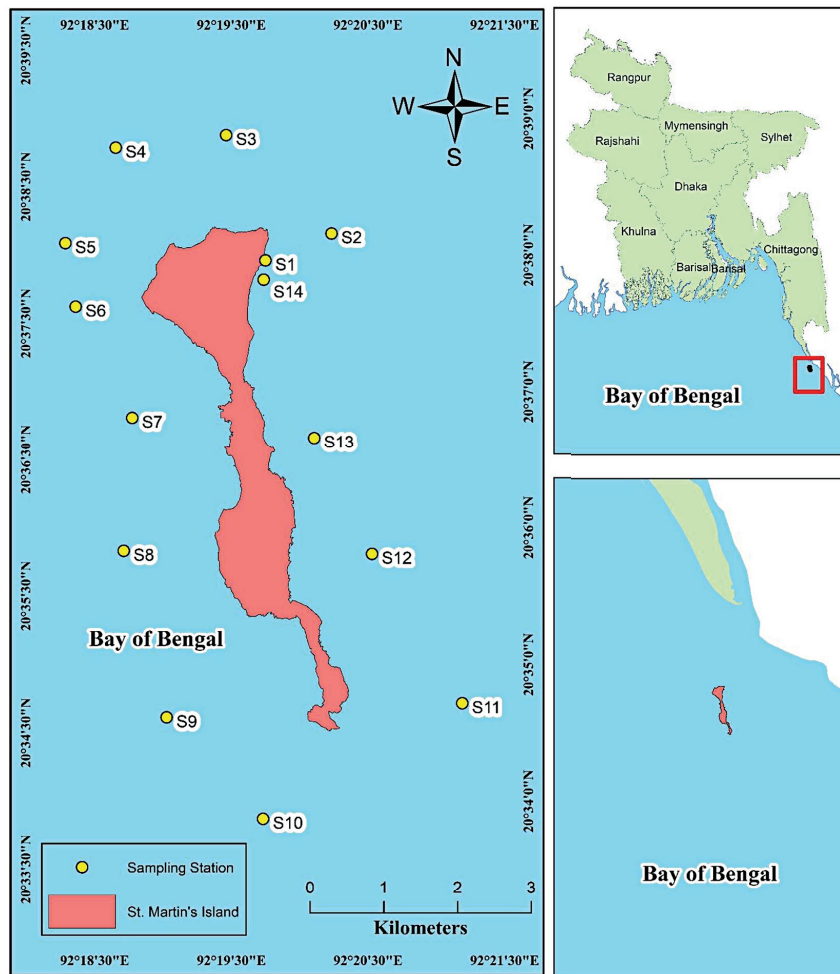 92°18'30"E 92°19'30"E 92°20'30"E 92°21'30"E
20°39'30"N
20°38'30"N
20°37'30"N
20°36'30"N
20°35'30"N
20°34'30"N
20°33'30"N
N
W E
S
S3
S4
S2
S5
S1
S14
S6
S7
S13
S8
S12
Bay of Bengal
S11
S9
S10
20°39'0"N
20°38'0"N
20°37'0"N
20°36'0"N
20°35'0"N
20°34'0"N
Sampling Station
St. Martin's Island
0 1 2 3
Kilometers
92°18'30"E 92°19'30"E 92°20'30"E 92°21'30"E
Rangpur
Mymensingh
Sylhet
Rajshahi
Dhaka
Khulna
Chittagong
Barisal
Barisal
Bay of Bengal
Bay of Bengal